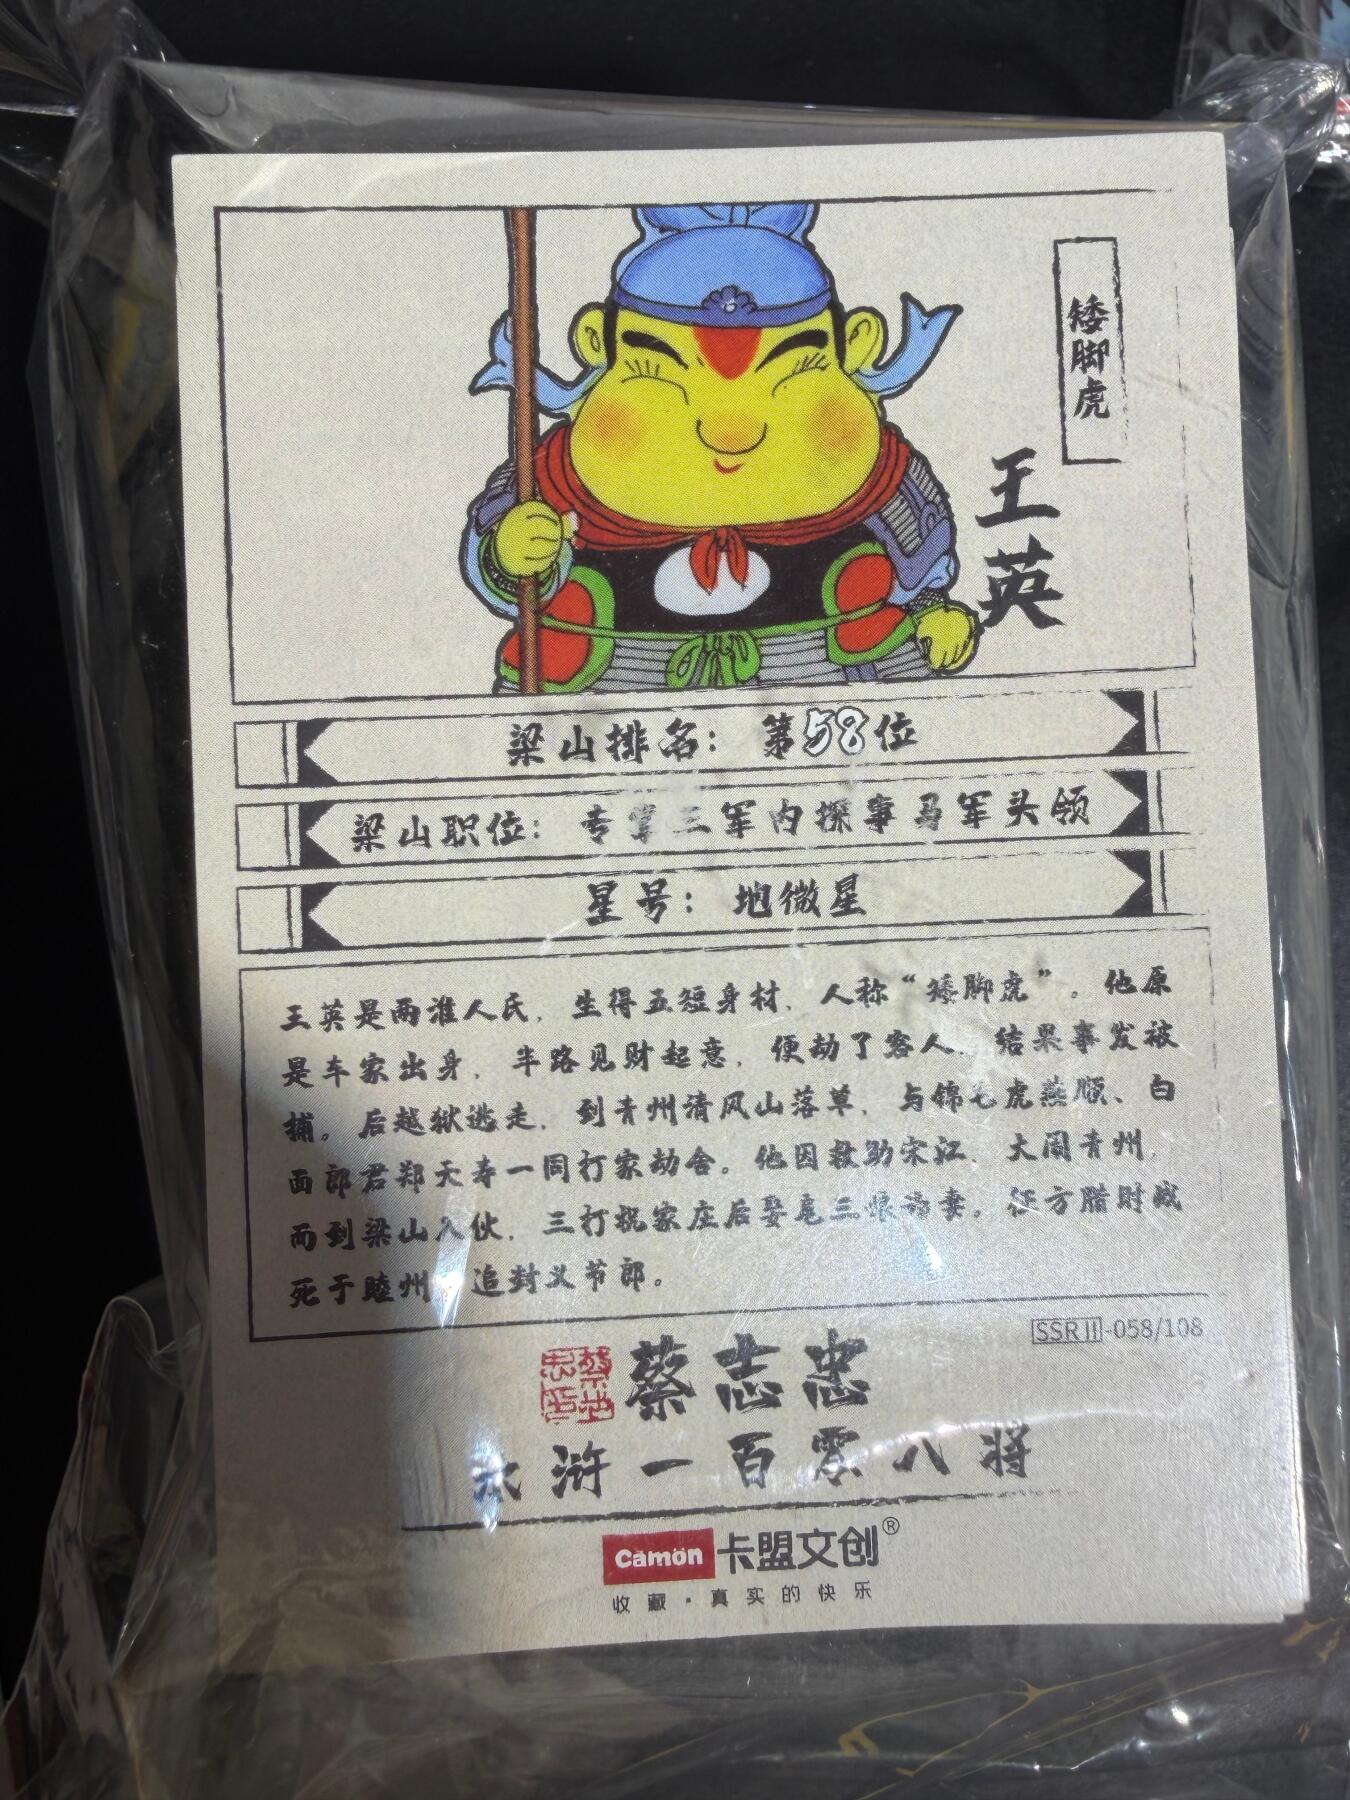 矮脚虎
王英
梁山排名：第58位
梁山职位：专掌三军内探事马军头领
星号：地微星
王英是两淮人氏，生得五短身材，人称“矮脚虎”。他原
是车家出身，半路见财起意，便劫了客人，结果事发被
捕。后越狱逃走，到青州清风山落草，与锦毛虎燕顺、白
面郎君郑天寿一同打家劫舍。他因救助宋江，大闹青州，
而到梁山入伙，三打祝家庄后娶扈三娘为妻。征方腊时战
死于睦州，追封义节郎。
SSR II-058/108
蔡志忠
水浒一百零八将
Camon 卡盟文创®
收藏·真实的快乐